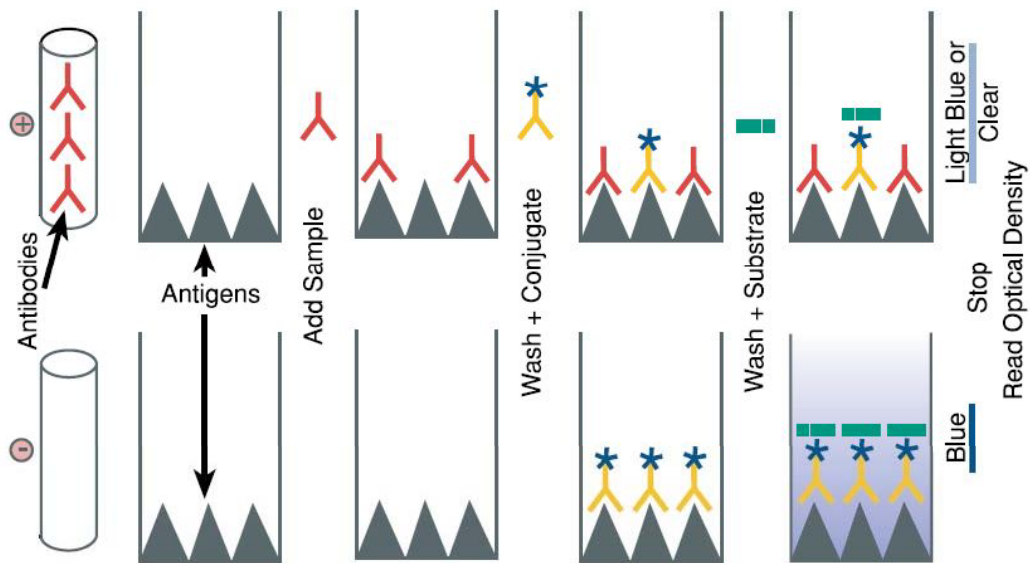 +
Antibodies
Antigens
Add Sample
Wash + Conjugate
Wash + Substrate
Light Blue or
Clear
Stop
Read Optical Density
-
Blue